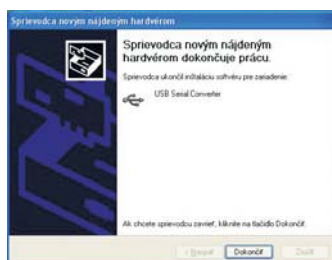 Sprievodca novým nájdeným hardvérom
Sprievodca novým nájdeným
hardvérom dokončuje prácu.
Sprievodca ukončil inštaláciu softvéru pre zariadenie:
USB Serial Converter
Ak chcete sprievodcu zavrieť, kliknite na tlačidlo Dokončiť.
< Naspäť Dokončiť Zrušiť